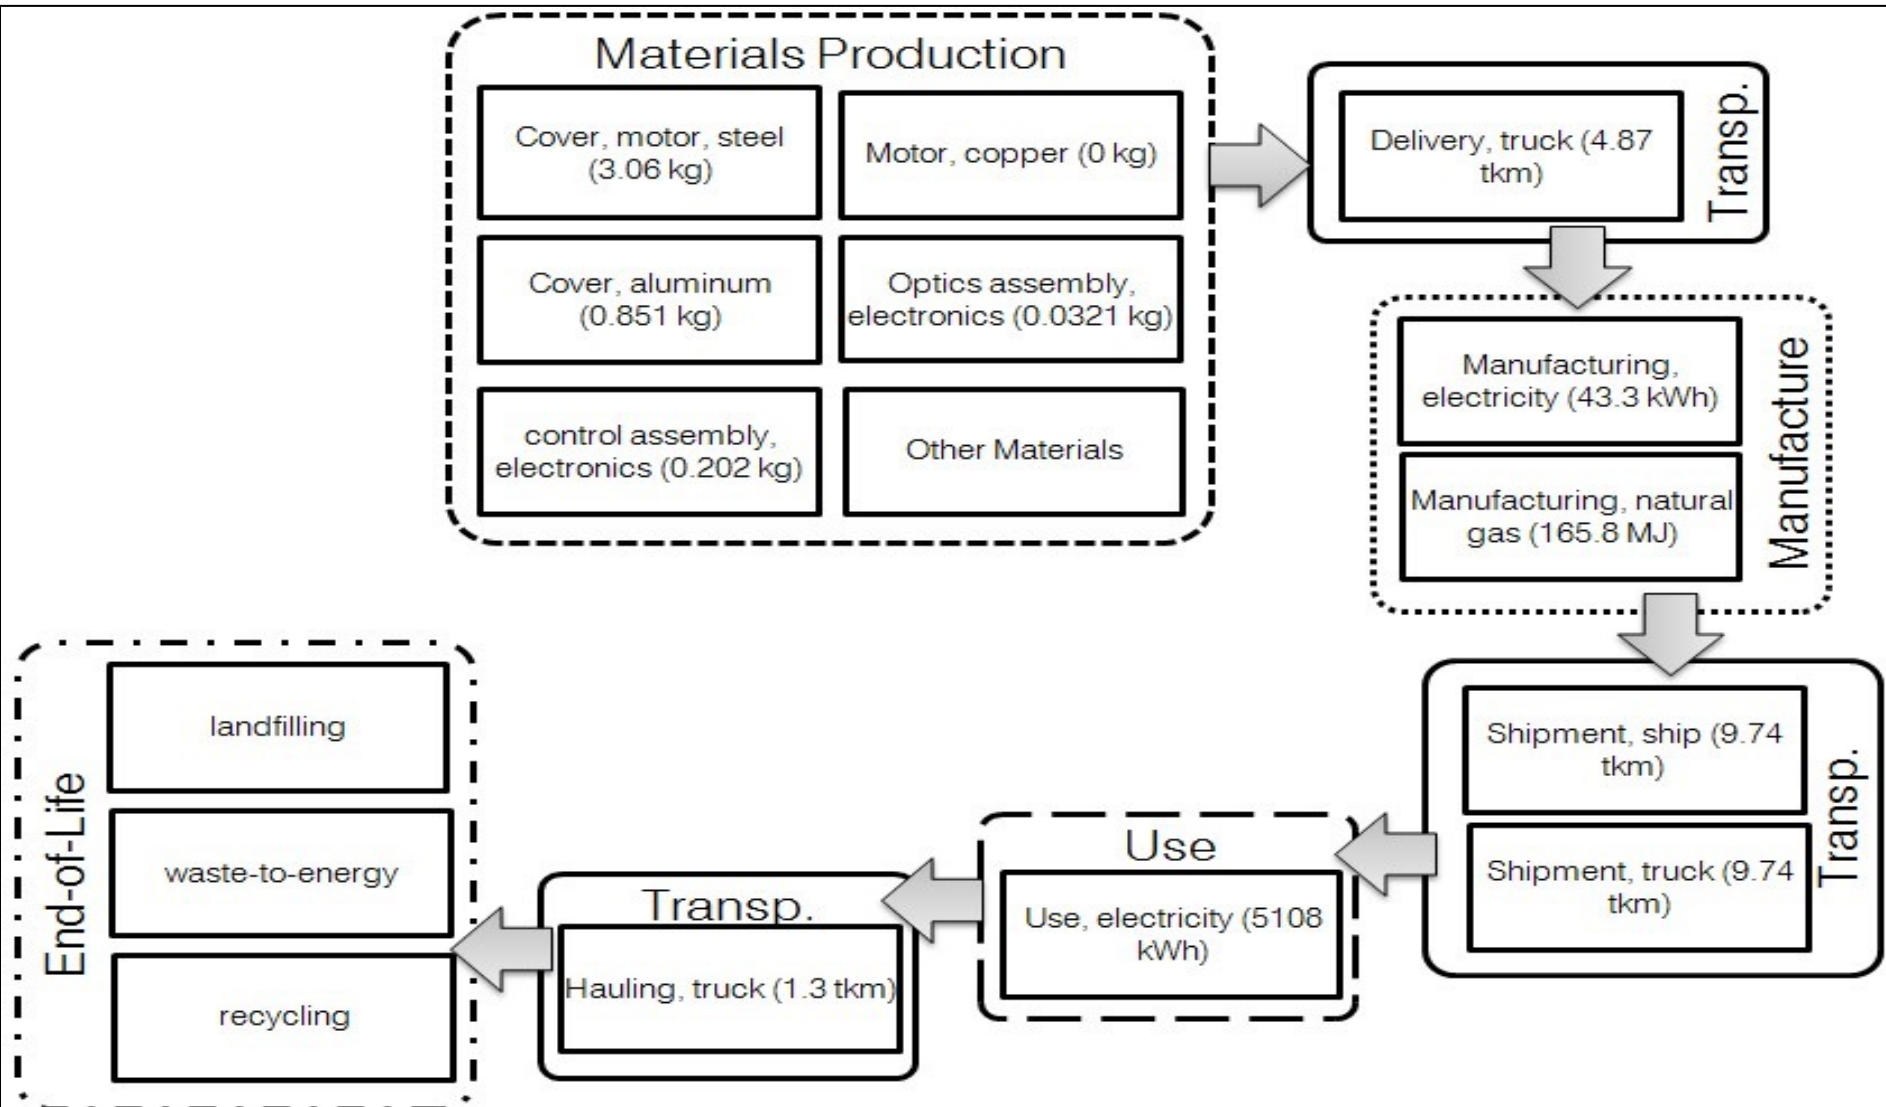 Materials Production
Cover, motor, steel
(3.06 kg)
Motor, copper (0 kg)
Cover, aluminum
(0.851 kg)
Optics assembly,
electronics (0.0321 kg)
control assembly,
electronics (0.202 kg)
Other Materials
Delivery, truck (4.87
tkm)
Transp.
Manufacturing,
electricity (43.3 kWh)
Manufacturing, natural
gas (165.8 MJ)
Manufacture
Shipment, ship (9.74
tkm)
Shipment, truck (9.74
tkm)
Transp.
Use
Use, electricity (5108
kWh)
Transp.
Hauling, truck (1.3 tkm)
End-of-Life
landfilling
waste-to-energy
recycling